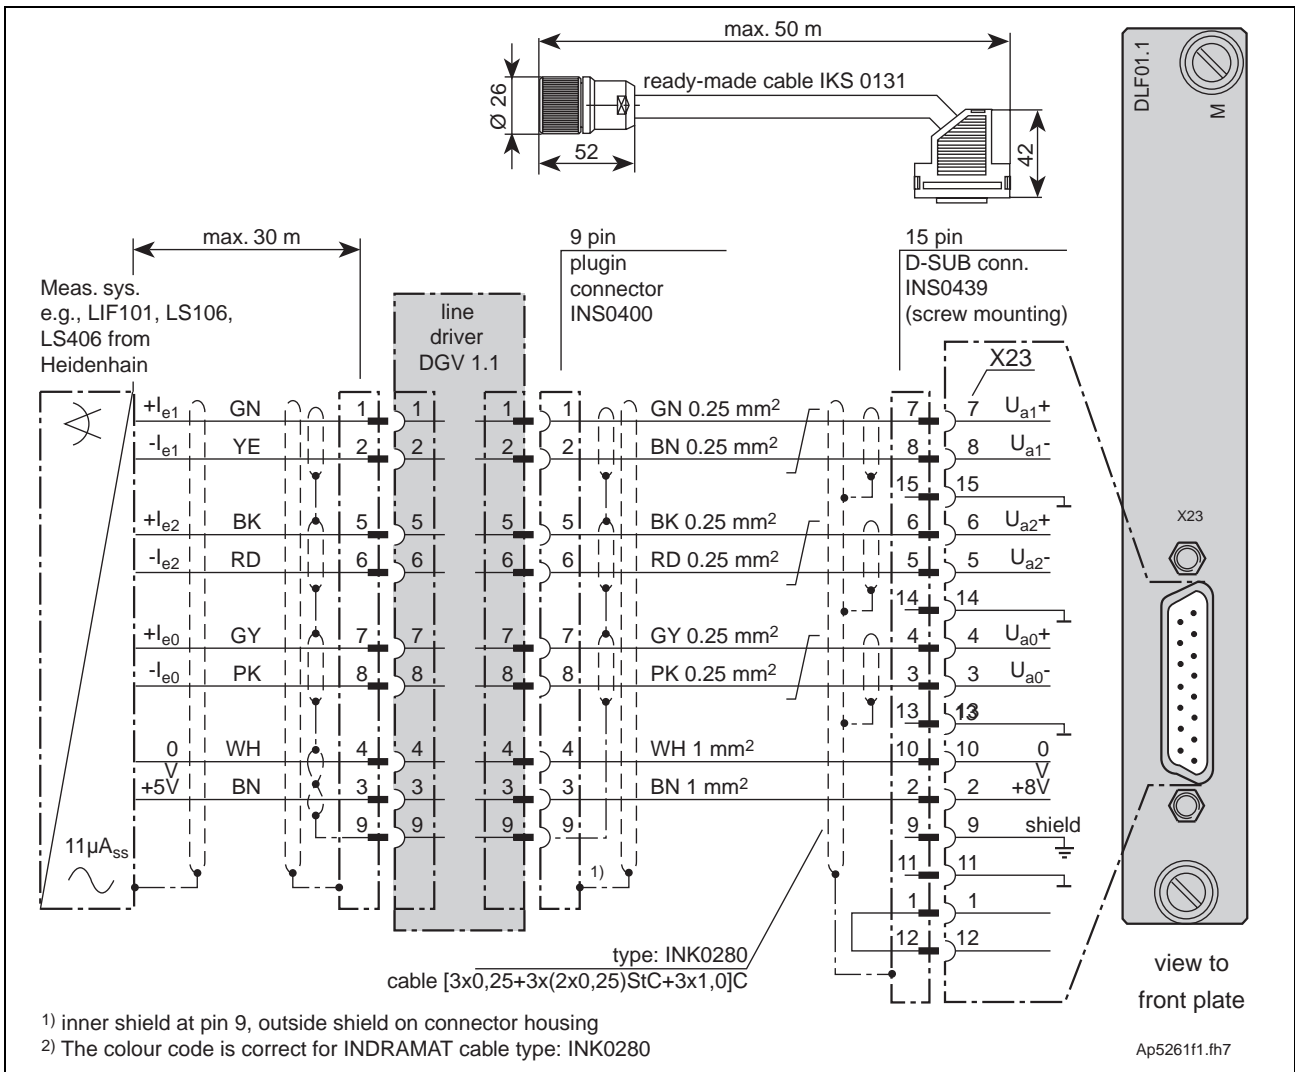 max. 50 m
ready-made cable IKS 0131
Ø 26
52
42
DLF01.1
M
max. 30 m
9 pin
plugin
connector
INS0400
15 pin
D-SUB conn.
INS0439
(screw mounting)
Meas. sys.
e.g., LIF101, LS106,
LS406 from
Heidenhain
line
driver
DGV 1.1
X23
+Ie1 GN 1 1 1 1 GN 0.25 mm² 7 7 Ua1+
-Ie1 YE 2 2 2 2 BN 0.25 mm² 8 8 Ua1-
15 15
+Ie2 BK 5 5 5 5 BK 0.25 mm² 6 6 Ua2+
X23
-Ie2 RD 6 6 6 6 RD 0.25 mm² 5 5 Ua2-
14 14
+Ie0 GY 7 7 7 7 GY 0.25 mm² 4 4 Ua0+
-Ie0 PK 8 8 8 8 PK 0.25 mm² 3 3 Ua0-
13 13
0 V WH 4 4 4 4 WH 1 mm² 10 10 0 V
+5V BN 3 3 3 3 BN 1 mm² 2 2 +8V
9 9 9 9 9 9 shield
11µAss
1)
11 11
1 1
12 12
type: INK0280
cable [3x0,25+3x(2x0,25)StC+3x1,0]C
view to
front plate
1) inner shield at pin 9, outside shield on connector housing
2) The colour code is correct for INDRAMAT cable type: INK0280
Ap5261f1.fh7